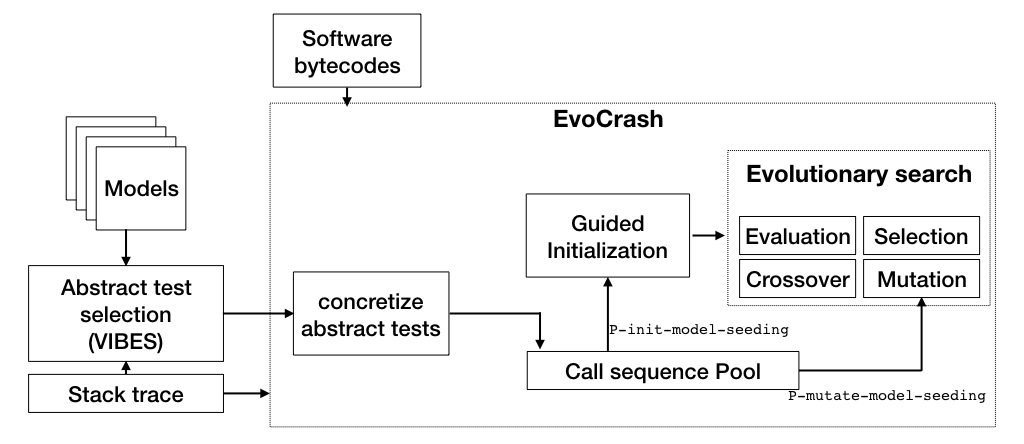 Software
bytecodes
EvoCrash
Models
Evolutionary search
Guided
Initialization
Evaluation
Selection
Crossover
Mutation
Abstract test
selection
(VIBES)
concretize
abstract tests
P-init-model-seeding
Call sequence Pool
Stack trace
P-mutate-model-seeding